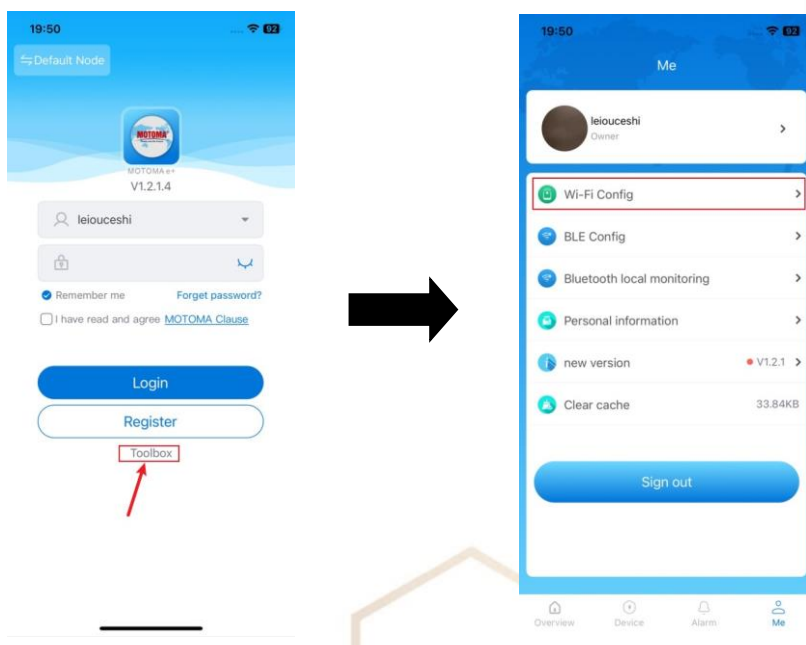 19:50
92
Default Node
MOTOMA
MOTOMA e+
V1.2.1.4
leiouceshi
Remember me
Forget password?
I have read and agree MOTOMA Clause
Login
Register
Toolbox
19:50
92
Me
leiouceshi
Owner
Wi-Fi Config
BLE Config
Bluetooth local monitoring
Personal information
new version
V1.2.1
Clear cache
33.84KB
Sign out
Overview
Device
Alarm
Me